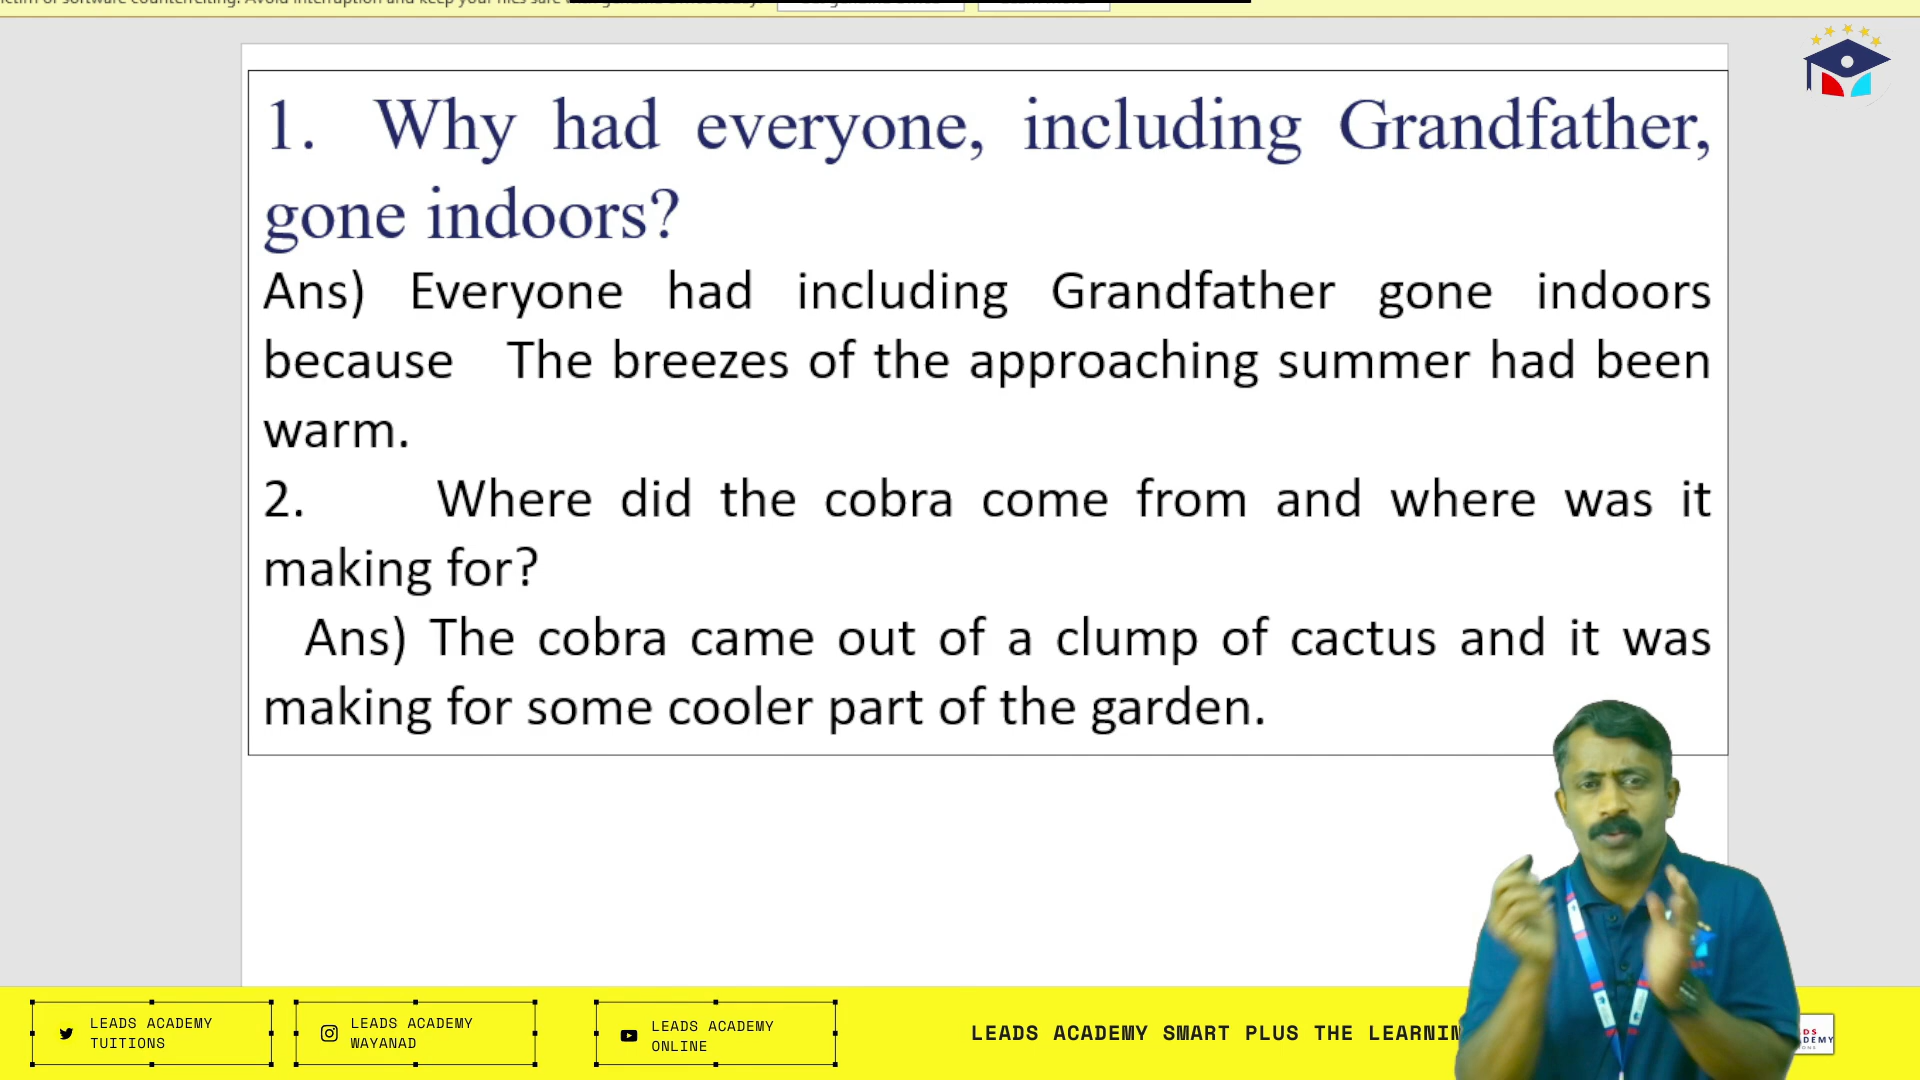 1. Why had everyone, including Grandfather,
gone indoors?
Ans) Everyone had including Grandfather gone indoors
because The breezes of the approaching summer had been
warm.
2. Where did the cobra come from and where was it
making for?
Ans) The cobra came out of a clump of cactus and it was
making for some cooler part of the garden.
LEADS ACADEMY
TUITIONS
LEADS ACADEMY
WAYANAD
LEADS ACADEMY
ONLINE
LEADS ACADEMY SMART PLUS THE LEARNIN